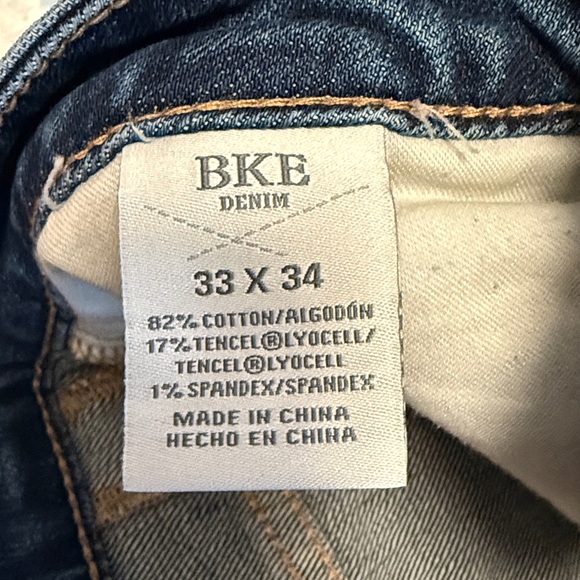 BKE
DENIM
33 X 34
82% COTTON/ALGODÓN
17% TENCEL®LYOCELL/
TENCEL®LYOCELL
1% SPANDEX/SPANDEX
MADE IN CHINA
HECHO EN CHINA